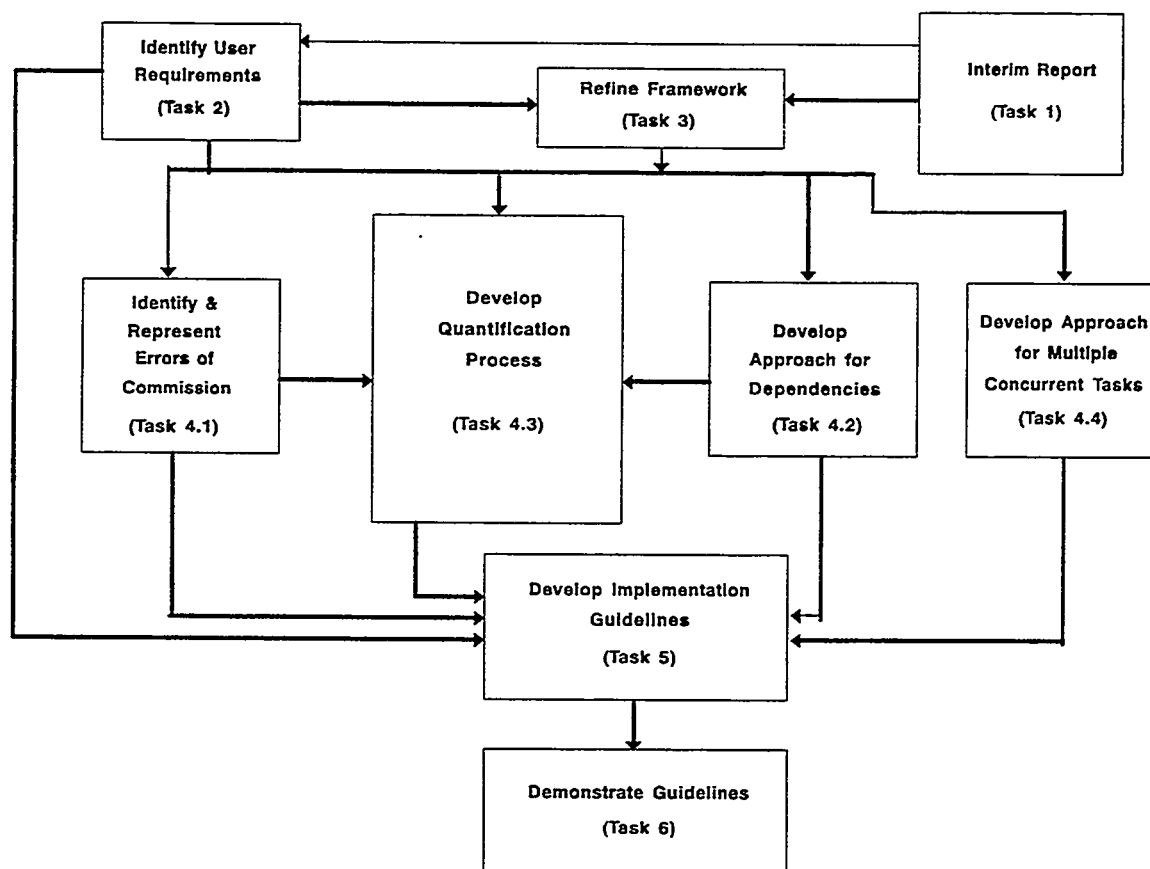 Identify User
Requirements
(Task 2)
Interim Report
(Task 1)
Refine Framework
(Task 3)
Identify &
Represent
Errors of
Commission
(Task 4.1)
Develop
Quantification
Process
(Task 4.3)
Develop
Approach for
Dependencies
(Task 4.2)
Develop Approach
for Multiple
Concurrent Tasks
(Task 4.4)
Develop Implementation
Guidelines
(Task 5)
Demonstrate Guidelines
(Task 6)